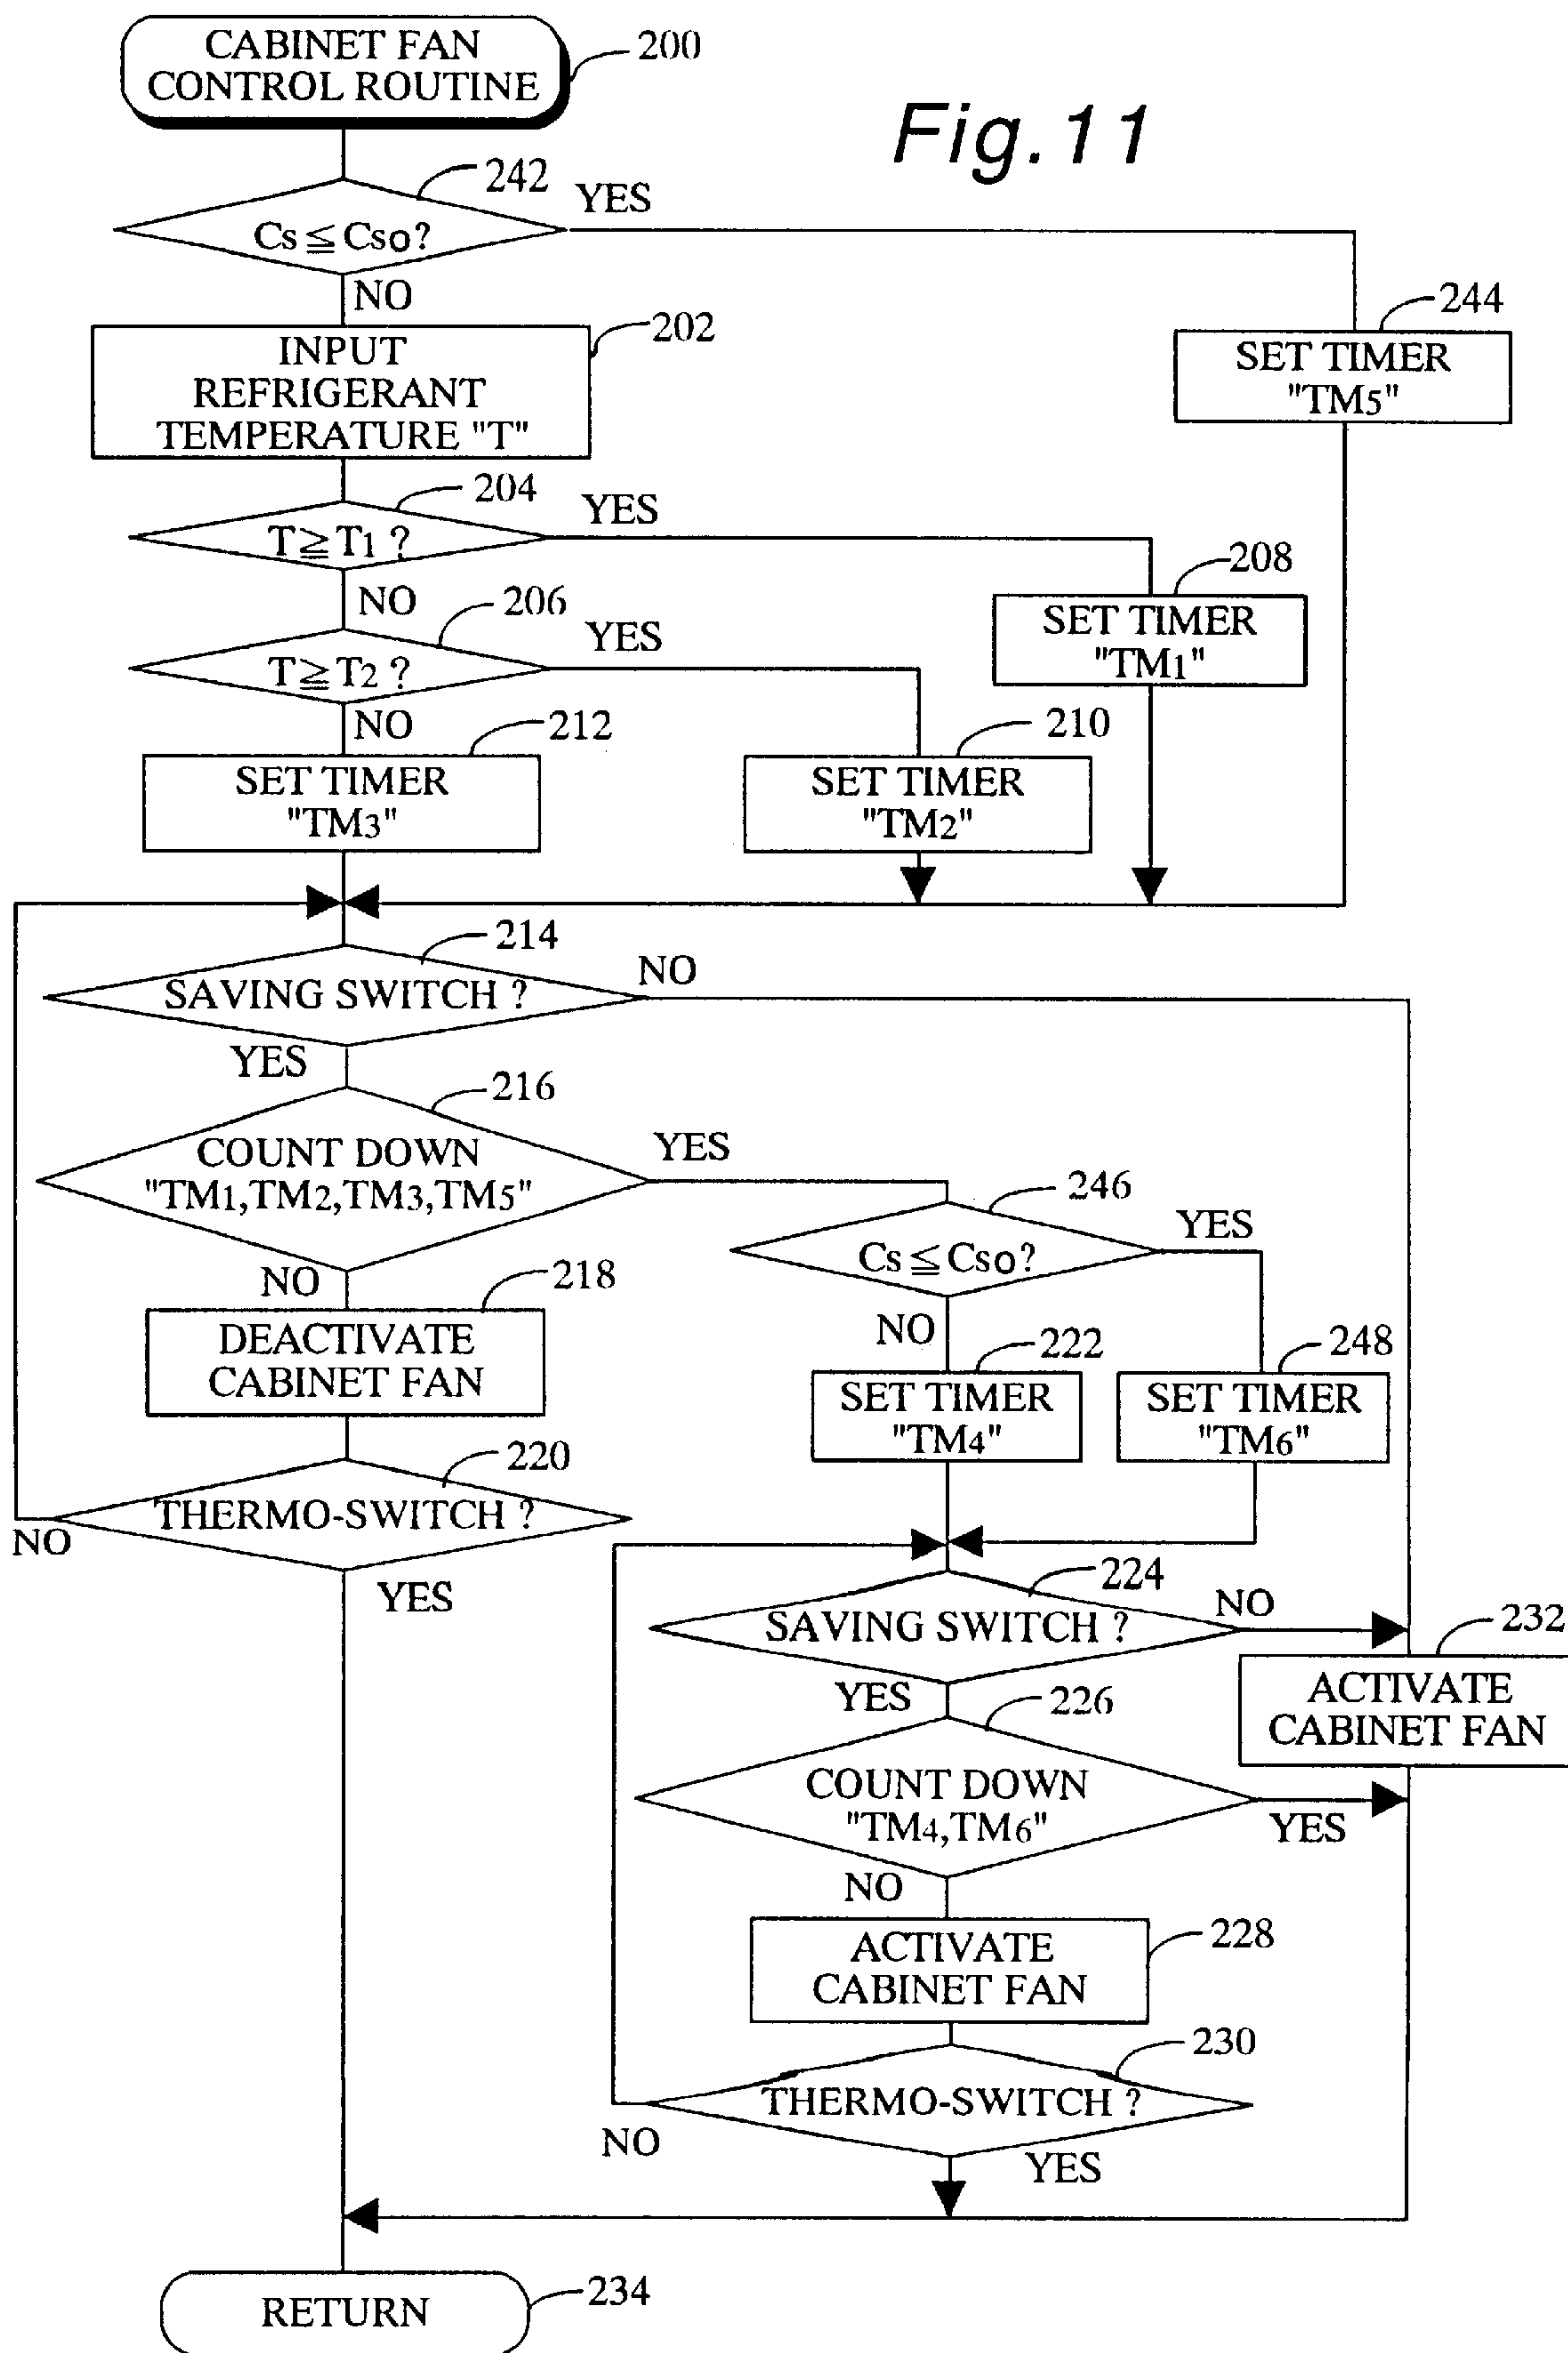 CABINET FAN
CONTROL ROUTINE
200
Fig.11
242
YES
Cs≦Cso?
NO
244
SET TIMER
"TM5"
202
INPUT
REFRIGERANT
TEMPERATURE "T"
204
YES
T≧T1 ?
NO
208
SET TIMER
"TM1"
206
YES
T≧T2 ?
NO
212
SET TIMER
"TM3"
210
SET TIMER
"TM2"
214
NO
SAVING SWITCH ?
YES
216
YES
COUNT DOWN
"TM1,TM2,TM3,TM5"
NO
246
YES
Cs≦Cso?
NO
218
DEACTIVATE
CABINET FAN
222
SET TIMER
"TM4"
248
SET TIMER
"TM6"
220
THERMO-SWITCH ?
NO
YES
224
NO
SAVING SWITCH ?
YES
232
ACTIVATE
CABINET FAN
226
COUNT DOWN
"TM4,TM6"
YES
NO
228
ACTIVATE
CABINET FAN
230
THERMO-SWITCH ?
NO
YES
RETURN
234